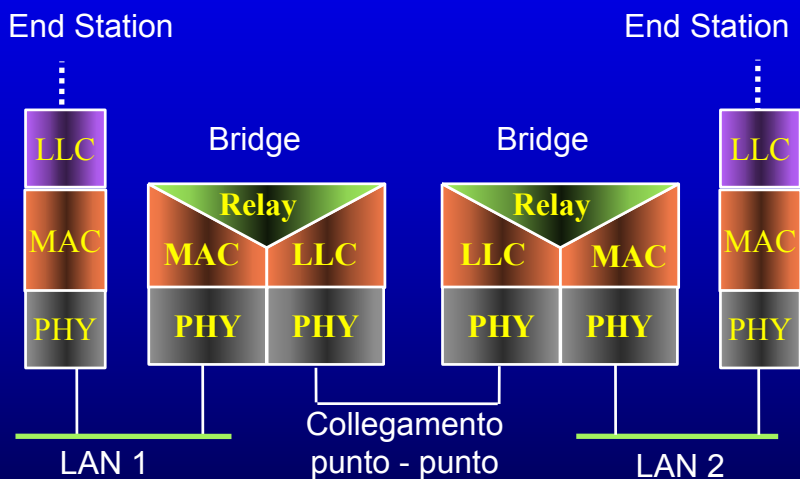 End Station
End Station
Bridge
Bridge
LLC
LLC
Relay
Relay
MAC
MAC
LLC
LLC
MAC
MAC
PHY
PHY
PHY
PHY
PHY
PHY
Collegamento
punto - punto
LAN 1
LAN 2